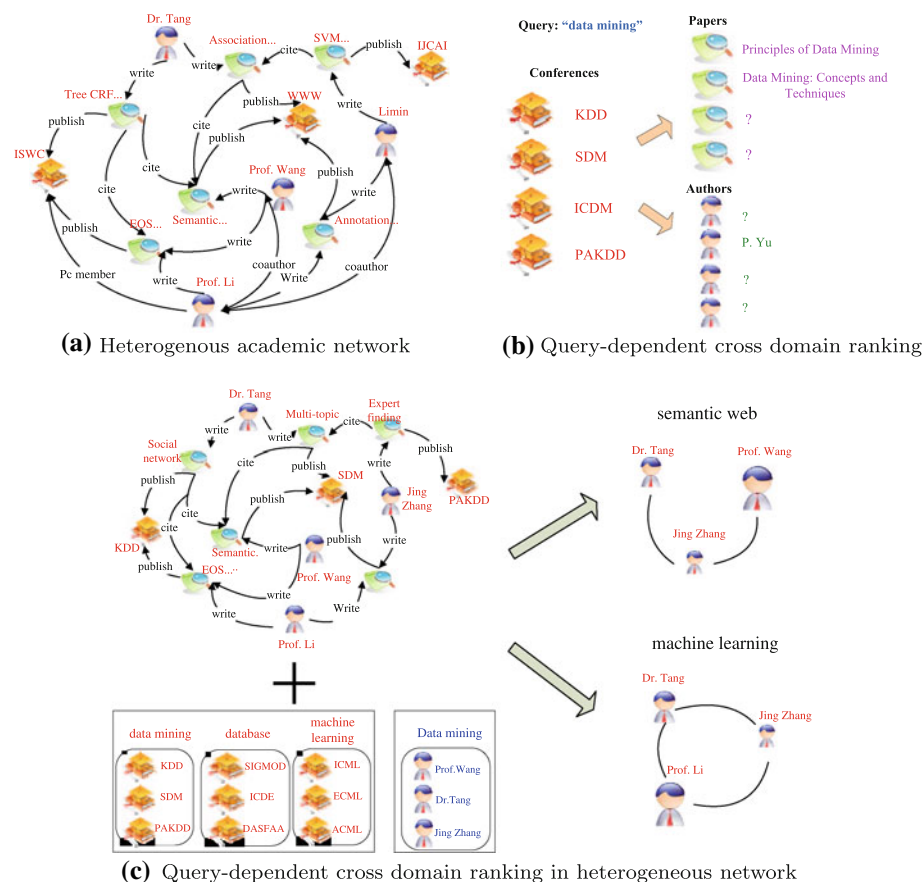 Dr. Tang
Association...
SVM...
publish
IJCAI
cite
write
write
Tree CRF...
publish
WWW
write
Limin
publish
cite
publish
ISWC
cite
cite
Prof. Wang
publish
write
write
Semantic...
Annotation...
publish
EOS...
write
Pc member
write
coauthor
Write
coauthor
Prof. Li
(a) Heterogenous academic network
Query: “data mining”
Papers
Principles of Data Mining
Conferences
Data Mining: Concepts and
Techniques
KDD
?
SDM
?
Authors
ICDM
?
P. Yu
PAKDD
?
?
(b) Query-dependent cross domain ranking
Dr. Tang
Multi-topic
Expert
finding
write
write
cite
Social
network
publish
cite
publish
write
publish
SDM
Jing
Zhang
PAKDD
publish
cite
cite
KDD
Semantic.
write
publish
write
publish
EOS.....
Prof. Wang
write
write
Write
Prof. Li
semantic web
Dr. Tang
Prof. Wang
Jing Zhang
machine learning
Dr. Tang
Jing Zhang
Prof. Li
data mining
database
machine
learning
Data mining
KDD
SIGMOD
ICML
Prof.Wang
SDM
ICDE
ECML
Dr.Tang
PAKDD
DASFAA
ACML
Jing Zhang
(c) Query-dependent cross domain ranking in heterogeneous network